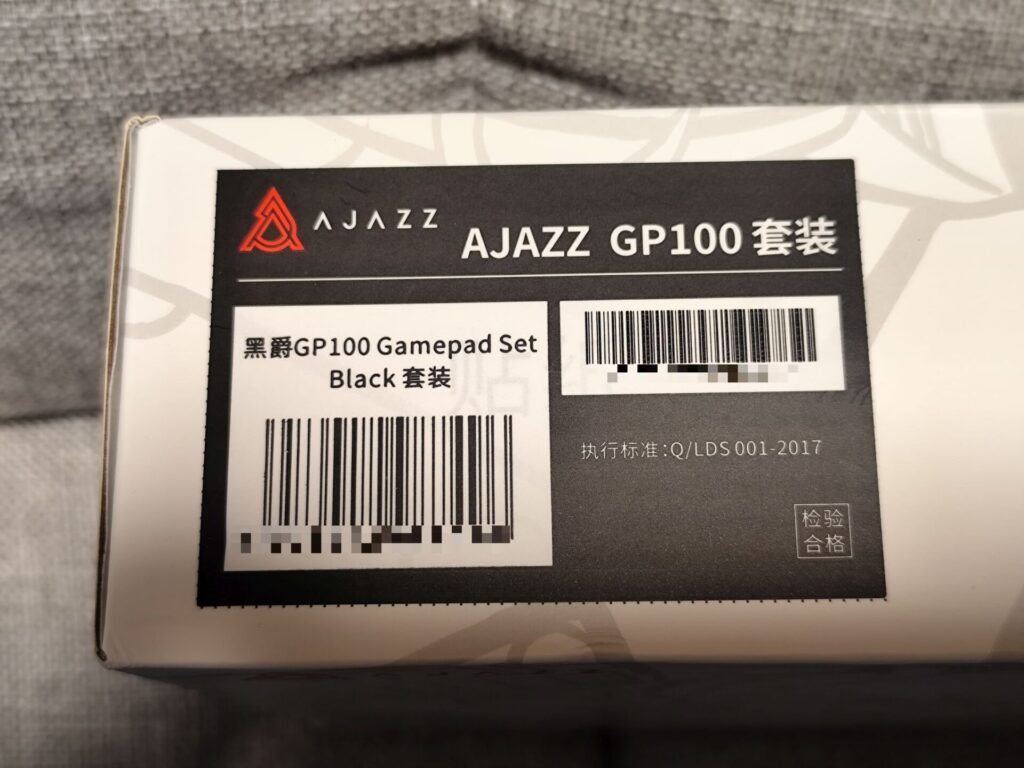 AJAZZ
AJAZZ GP100 套装
黑爵GP100 Gamepad Set
Black 套装
执行标准:Q/LDS 001-2017
检验
合格